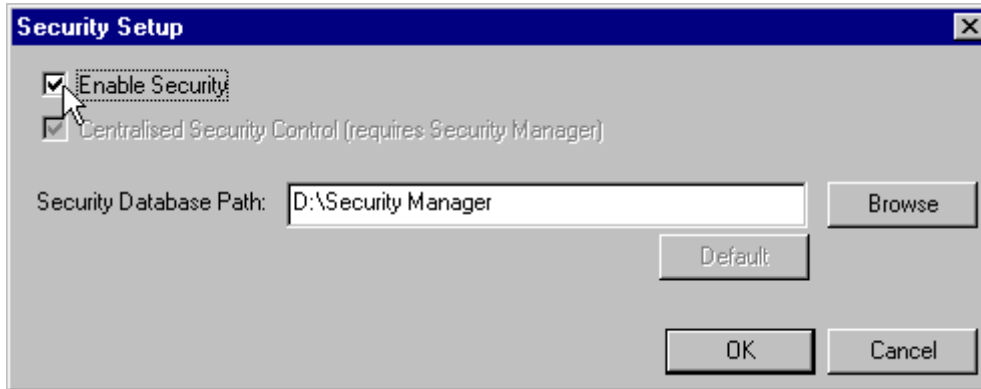 Security Setup
Enable Security
Centralised Security Control (requires Security Manager)
Security Database Path: D:\Security Manager Browse
Default
OK Cancel